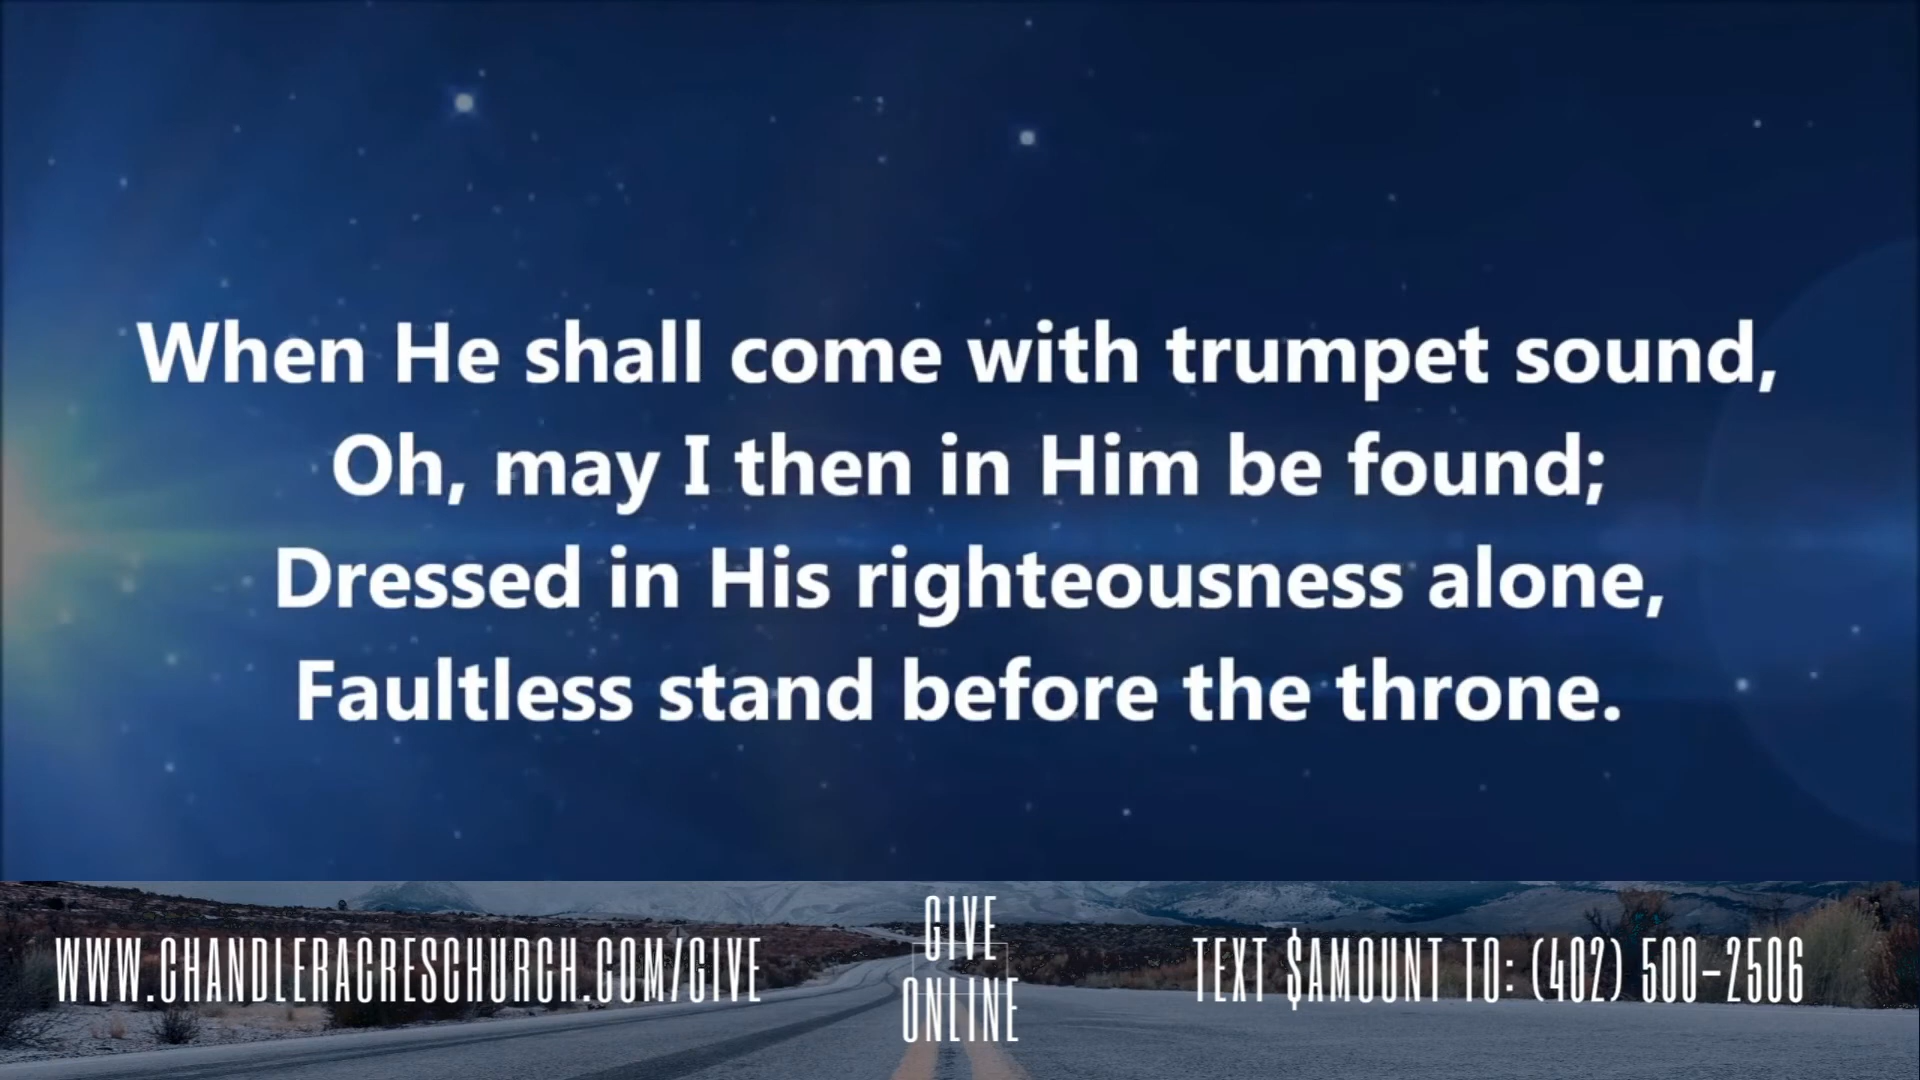 When He shall come with trumpet sound,
Oh, may I then in Him be found;
Dressed in His righteousness alone,
Faultless stand before the throne.
WWW.CHANDLERACRESCHURCH.COM/GIVE
GIVE
ONLINE
TEXT $AMOUNT TO: (402) 500-2506